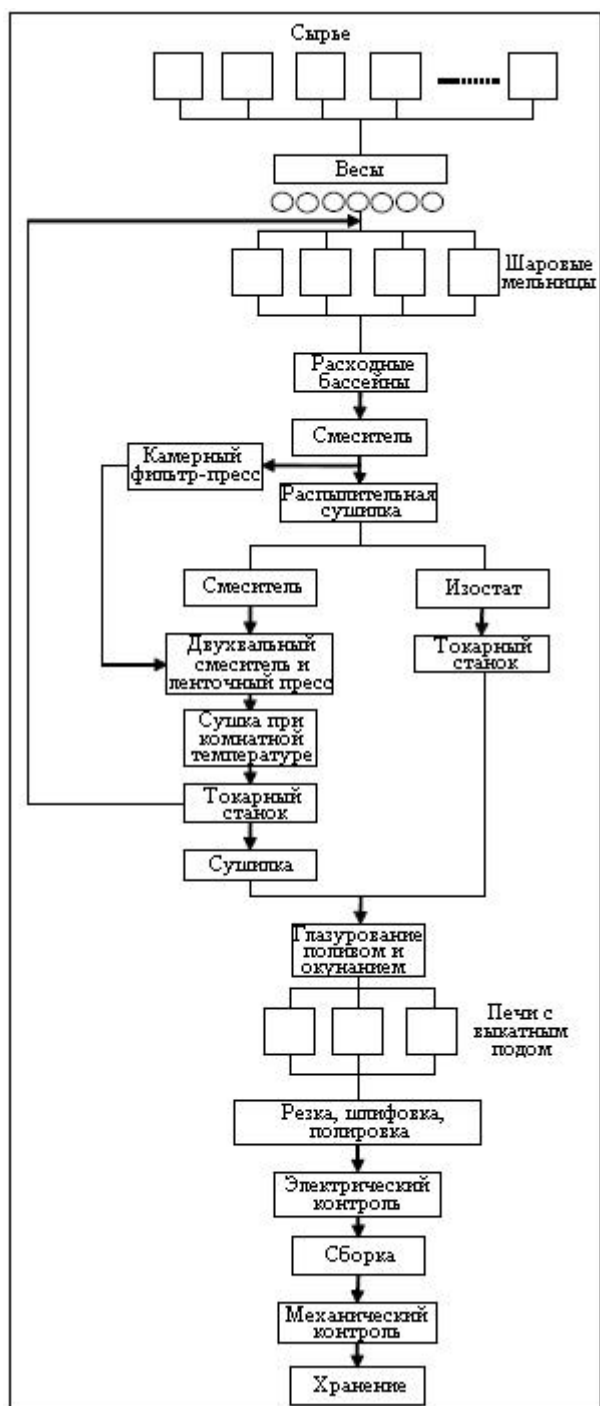 Сырье
Весы
Шаровые
мельницы
Расходные
бассейны
Смеситель
Камерный
фильтр-пресс
Распылительная
сушилка
Смеситель
Изостат
Двухвальный
смеситель и
ленточный пресс
Токарный
станок
Сушка при
комнатной
температуре
Токарный
станок
Сушилка
Глазурование
поливом и
окунанием
Печи с
выкатным
подом
Резка, шлифовка,
полировка
Электрический
контроль
Сборка
Механический
контроль
Хранение